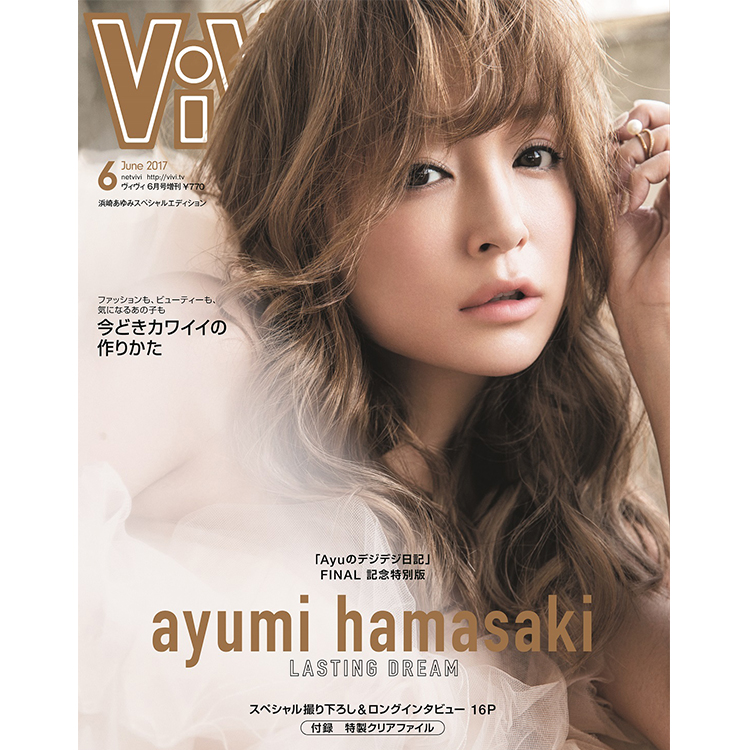 ViV
6 June 2017
netvivi http://vivi.tv
ヴィヴィ 6月号増刊 ¥770
浜崎あゆみスペシャルエディション
ファッションも、ビューティーも、
気になるあの子も
今どきカワイイの
作りかた
「Ayuのデジデジ日記」
FINAL 記念特別版
ayumi hamasaki
LASTING DREAM
スペシャル撮り下ろし&ロングインタビュー 16P
付録 特製クリアファイル